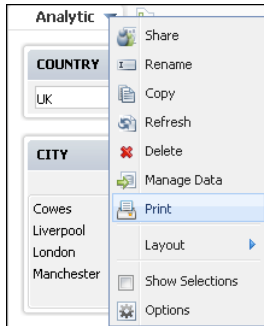 Analytic
Share
COUNTRY
Rename
UK
Copy
Refresh
CITY
Delete
Manage Data
Cowes
Print
Liverpool
London
Layout
Manchester
Show Selections
Options